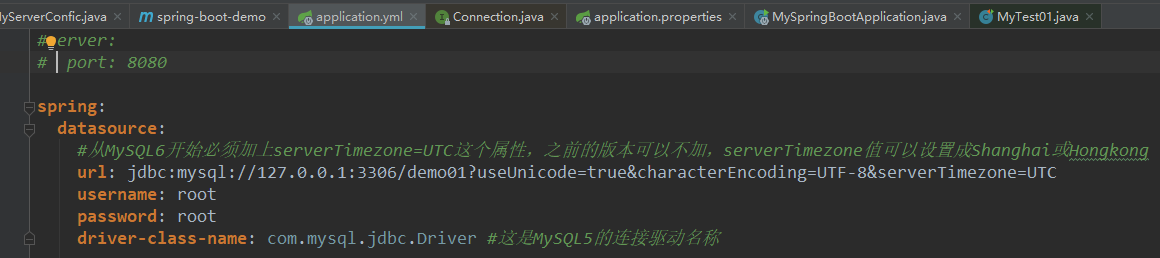 MyServerConfic.java spring-boot-demo application.yml Connection.java application.properties MySpringBootApplication.java MyTest01.java
#erver:
# port: 8080
spring:
datasource:
#从MySQL6开始必须加上serverTimezone=UTC这个属性，之前的版本可以不加，serverTimezone值可以设置成Shanghai或Hongkong
url: jdbc:mysql://127.0.0.1:3306/demo01?useUnicode=true&characterEncoding=UTF-8&serverTimezone=UTC
username: root
password: root
driver-class-name: com.mysql.jdbc.Driver #这是MySQL5的连接驱动名称